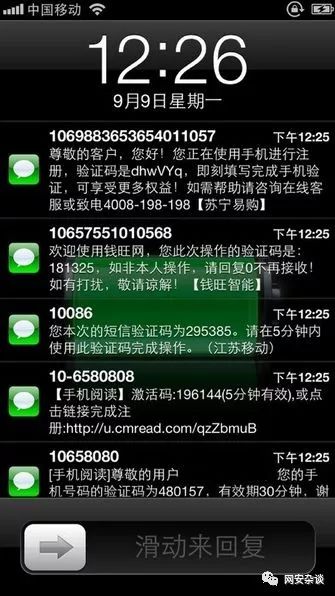 中国移动
12:26
9月9日星期一
1069883653654011057 下午12:25
尊敬的客户，您好！您正在使用手机进行注
册，验证码是dhwVYq，即刻填写完成手机验
证，可享受更多权益！如需帮助请咨询在线客
服或致电4008-198-198【苏宁易购】
10657551010568 下午12:25
欢迎使用钱旺网，您此次操作的验证码是：
181325，如非本人操作，请回复0不再接收！
如有打扰，敬请谅解！【钱旺智能】
10086 下午12:25
您本次的短信验证码为295385。请在5分钟内
使用此验证码完成操作。（江苏移动）
10-6580808 下午12:25
【手机阅读】激活码:196144(5分钟有效),或点
击链接完成注
册:http://u.cmread.com/qzZbmuB
10658080 下午12:25
[手机阅读]尊敬的用户 您的手
机号码的验证码为480157，有效期30分钟，谢
滑动来回复
网安杂谈